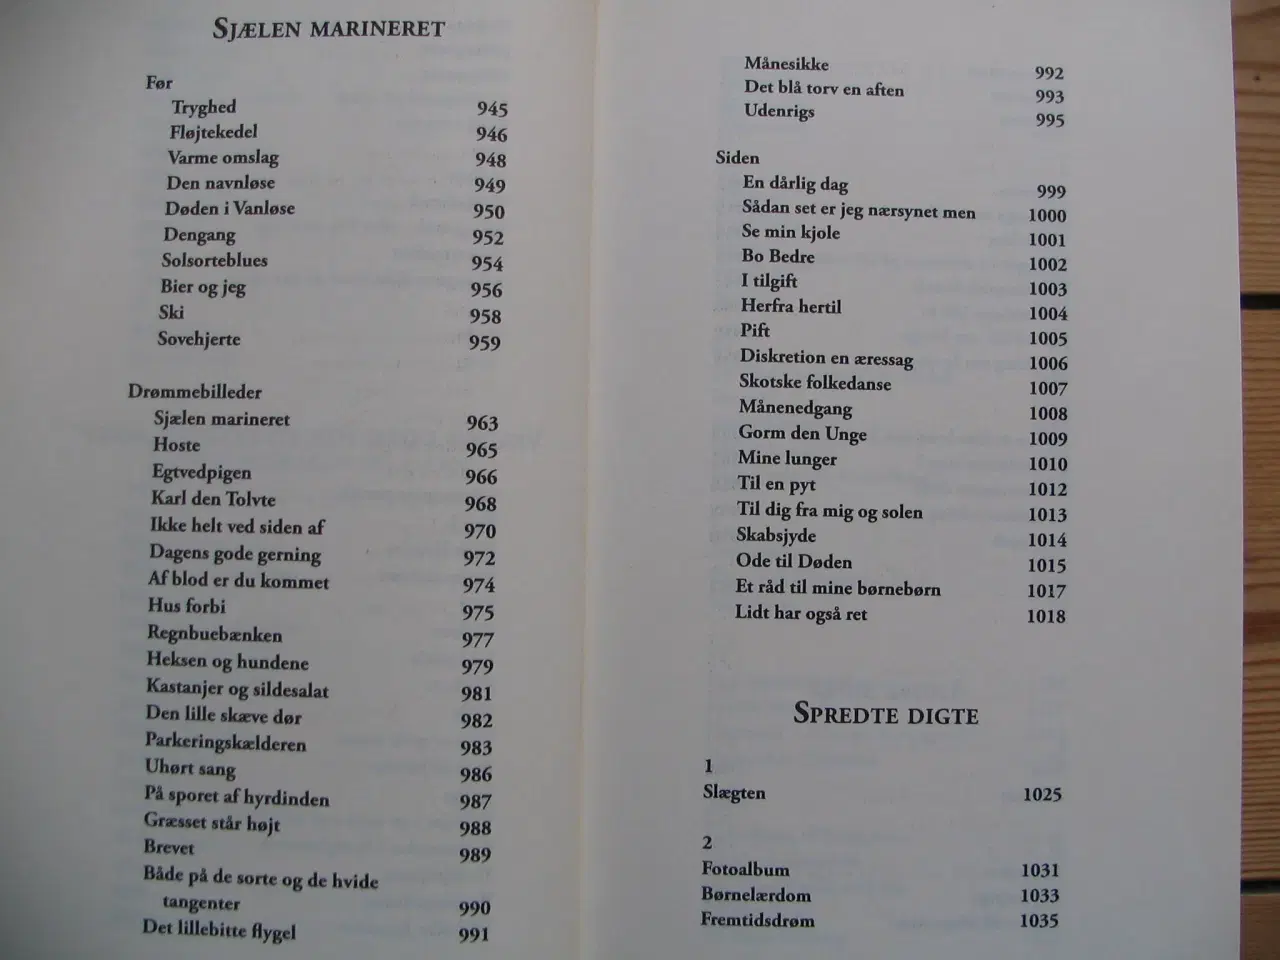 SJÆLEN MARINERET
Før
Tryghed 945
Fløjtekedel 946
Varme omslag 948
Den navnløse 949
Døden i Vanløse 950
Dengang 952
Solsorteblues 954
Bier og jeg 956
Ski 958
Sovehjerte 959
Drømmebilleder
Sjælen marineret 963
Hoste 965
Egtvedpigen 966
Karl den Tolvte 968
Ikke helt ved siden af 970
Dagens gode gerning 972
Af blod er du kommet 974
Hus forbi 975
Regnbuebænken 977
Heksen og hundene 979
Kastanjer og sildesalat 981
Den lille skæve dør 982
Parkeringskælderen 983
Uhørt sang 986
På sporet af hyrdinden 987
Græsset står højt 988
Brevet 989
Både på de sorte og de hvide
tangenter 990
Det lillebitte flygel 991
Månesikke 992
Det blå torv en aften 993
Udenrigs 995
Siden
En dårlig dag 999
Sådan set er jeg nærsynet men 1000
Se min kjole 1001
Bo Bedre 1002
I tilgift 1003
Herfra hertil 1004
Pift 1005
Diskretion en æressag 1006
Skotske folkedanse 1007
Månenedgang 1008
Gorm den Unge 1009
Mine lunger 1010
Til en pyt 1012
Til dig fra mig og solen 1013
Skabsjyde 1014
Ode til Døden 1015
Et råd til mine børnebørn 1017
Lidt har også ret 1018
SPREDTE DIGTE
1
Slægten 1025
2
Fotoalbum 1031
Børnelærdom 1033
Fremtidsdrøm 1035